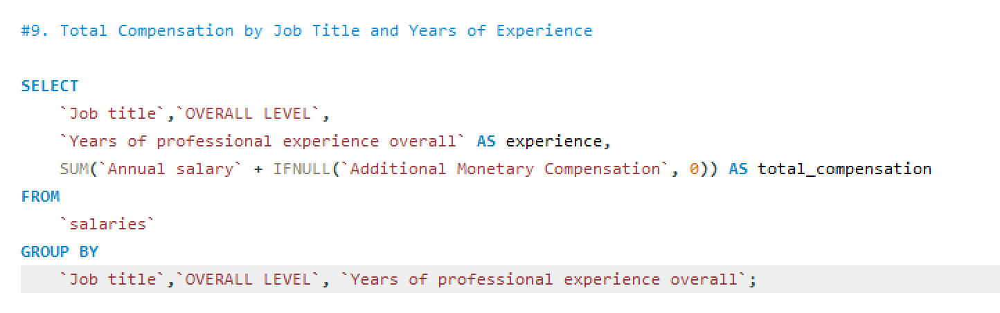 #9. Total Compensation by Job Title and Years of Experience
SELECT
`Job title`,`OVERALL LEVEL`,
`Years of professional experience overall` AS experience,
SUM(`Annual salary` + IFNULL(`Additional Monetary Compensation`, 0)) AS total_compensation
FROM
`salaries`
GROUP BY
`Job title`,`OVERALL LEVEL`, `Years of professional experience overall`;